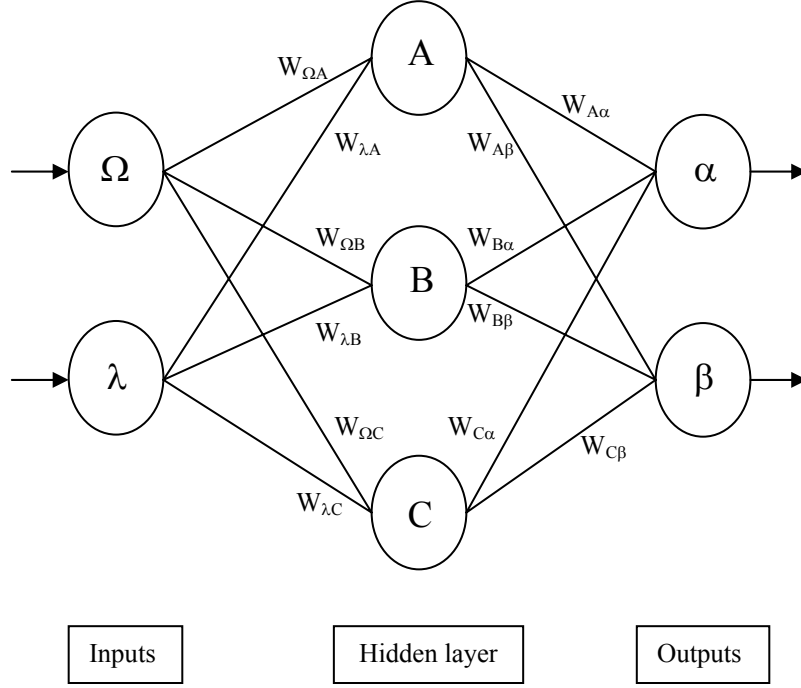 A
W_ΩA
W_Aα
W_λA
W_Aβ
Ω
α
W_ΩB
W_Bα
B
W_λB
W_Bβ
λ
β
W_ΩC
W_Cα
W_Cβ
W_λC
C
Inputs
Hidden layer
Outputs